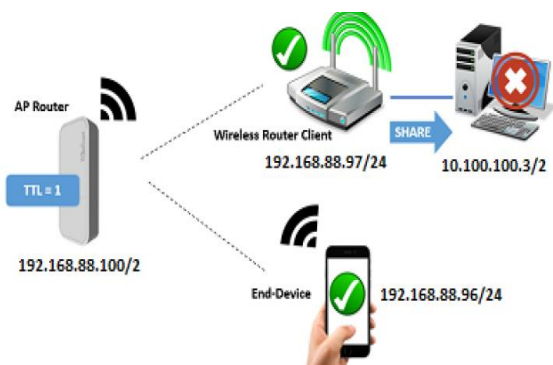 AP Router
TTL = 1
192.168.88.100/2
Wireless Router Client
192.168.88.97/24
SHARE
10.100.100.3/2
End-Device
192.168.88.96/24